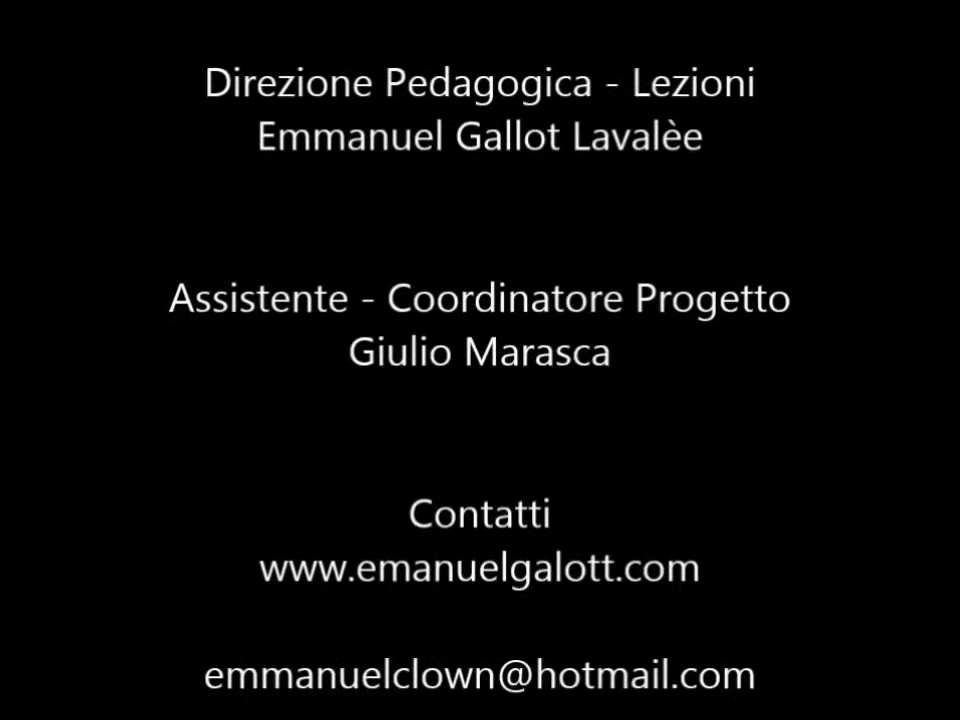 Direzione Pedagogica - Lezioni
Emmanuel Gallot Lavalèe
Assistente - Coordinatore Progetto
Giulio Marasca
Contatti
www.emanuelgalott.com
emmanuelclown@hotmail.com